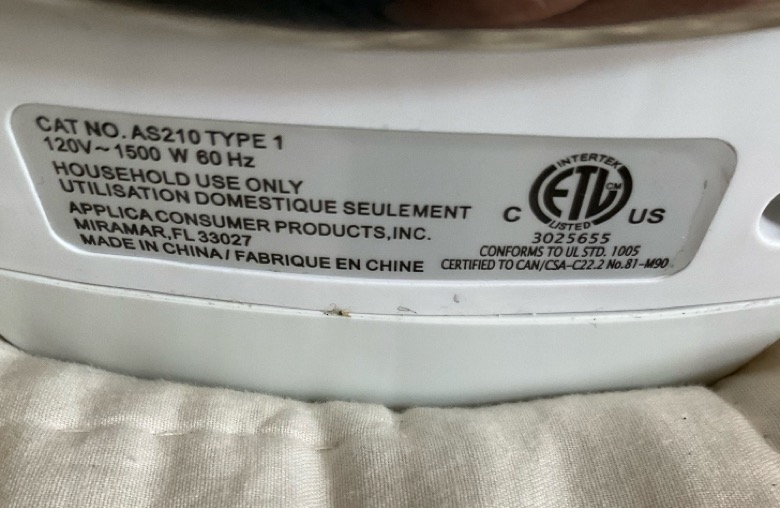 CAT NO. AS210 TYPE 1
120V~1500 W 60 Hz
HOUSEHOLD USE ONLY
UTILISATION DOMESTIQUE SEULEMENT
APPLICA CONSUMER PRODUCTS,INC.
MIRAMAR,FL 33027
MADE IN CHINA/ FABRIQUE EN CHINE
INTERTEK
C ETL CM US
LISTED
3025655
CONFORMS TO UL STD. 1005
CERTIFIED TO CAN/CSA-C22.2 No.81-M90